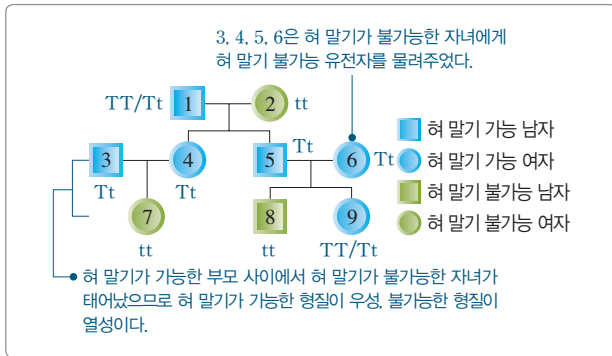 3, 4, 5, 6은 혀 말기가 불가능한 자녀에게
혀 말기 불가능 유전자를 물려주었다.
TT/Tt 1 2 tt
혀 말기 가능 남자
3 4 5 Tt 6 Tt
혀 말기 가능 여자
Tt Tt
혀 말기 불가능 남자
7 8 9
혀 말기 불가능 여자
tt tt TT/Tt
혀 말기가 가능한 부모 사이에서 혀 말기가 불가능한 자녀가
태어났으므로 혀 말기가 가능한 형질이 우성, 불가능한 형질이
열성이다.